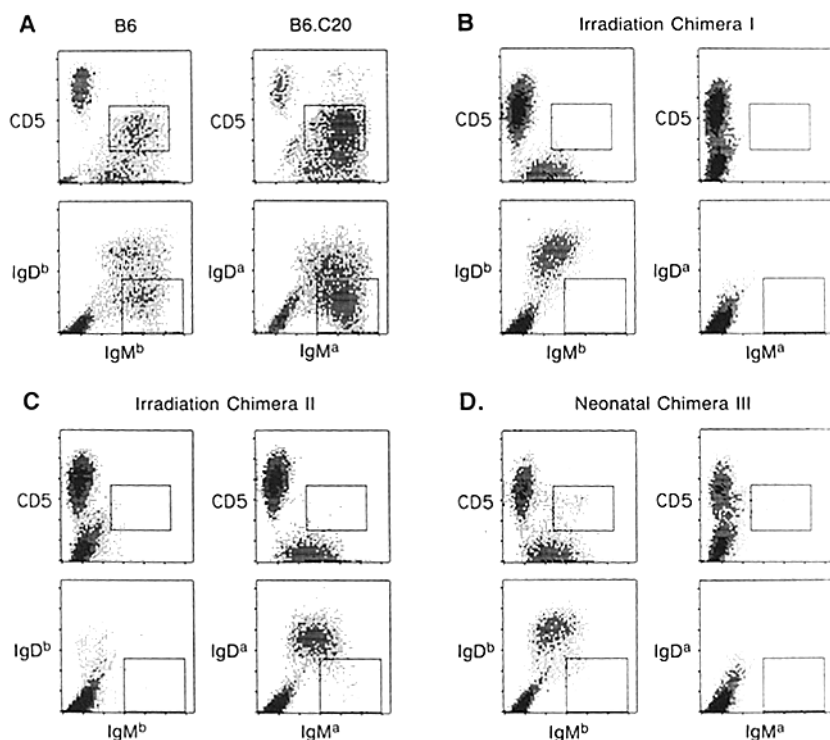 A
B6
B6.C20
CD5
CD5
IgDb
IgDa
IgMb
IgMa
B
Irradiation Chimera I
CD5
CD5
IgDb
IgDa
IgMb
IgMa
C
Irradiation Chimera II
CD5
CD5
IgDb
IgDa
IgMb
IgMa
D.
Neonatal Chimera III
CD5
CD5
IgDb
IgDa
IgMb
IgMa